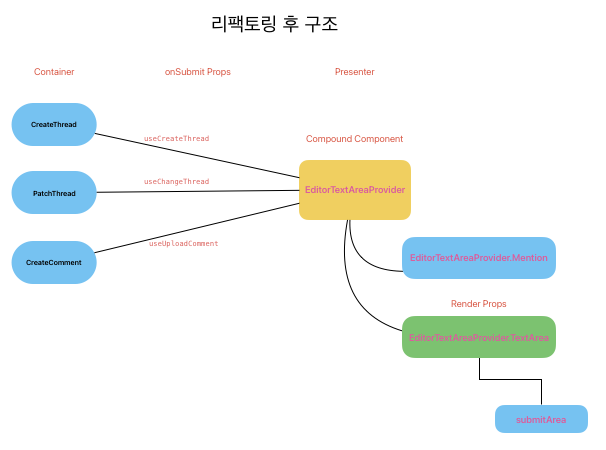 리팩토링 후 구조
Container
onSubmit Props
Presenter
CreateThread
useCreateThread
Compound Component
PatchThread
useChangeThread
EditorTextAreaProvider
CreateComment
useUploadComment
EditorTextAreaProvider.Mention
Render Props
EditorTextAreaProvider.TextArea
submitArea